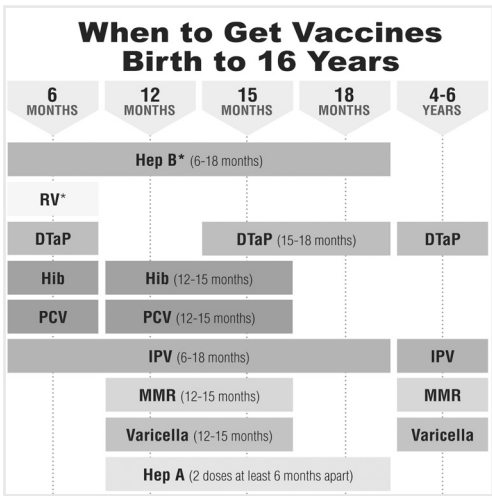 When to Get Vaccines
Birth to 16 Years
6 12 15 18 4-6
MONTHS MONTHS MONTHS MONTHS YEARS
Hep B* (6-18 months)
RV*
DTaP DTaP (15-18 months) DTaP
Hib Hib (12-15 months)
PCV PCV (12-15 months)
IPV (6-18 months) IPV
MMR (12-15 months) MMR
Varicella (12-15 months) Varicella
Hep A (2 doses at least 6 months apart)